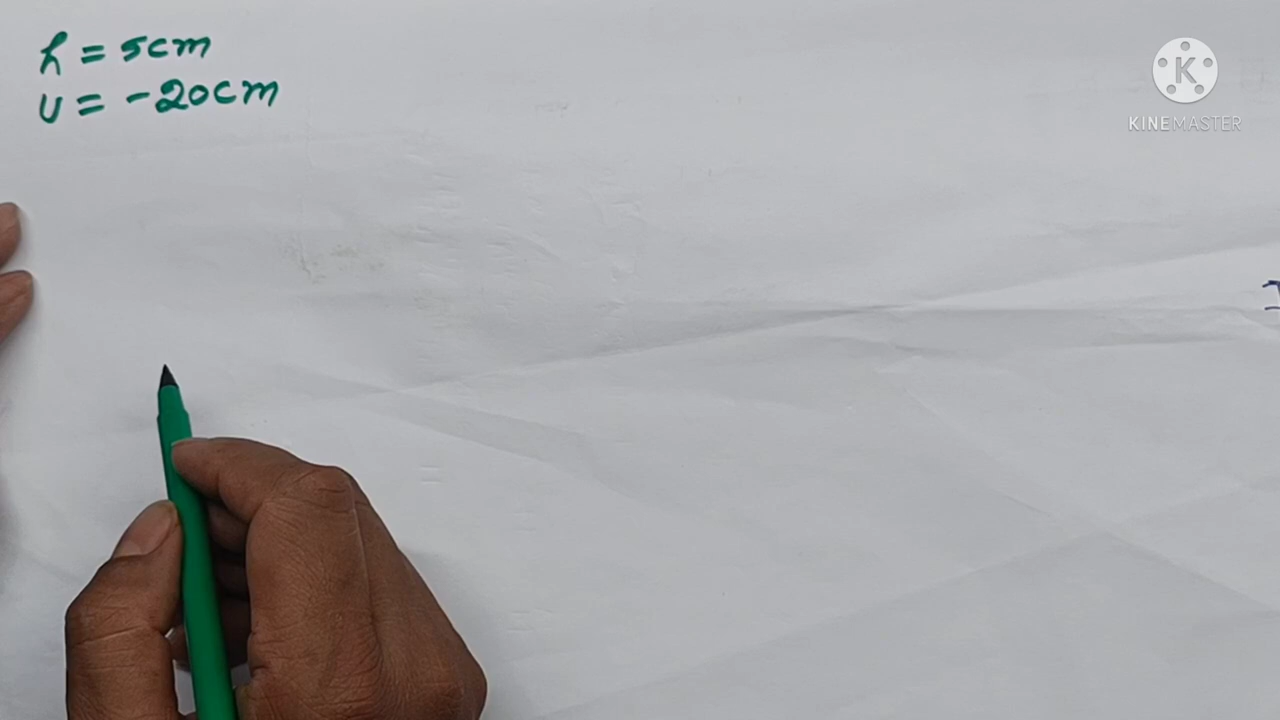 h = 5cm
u = -20cm
K
KINEMASTER